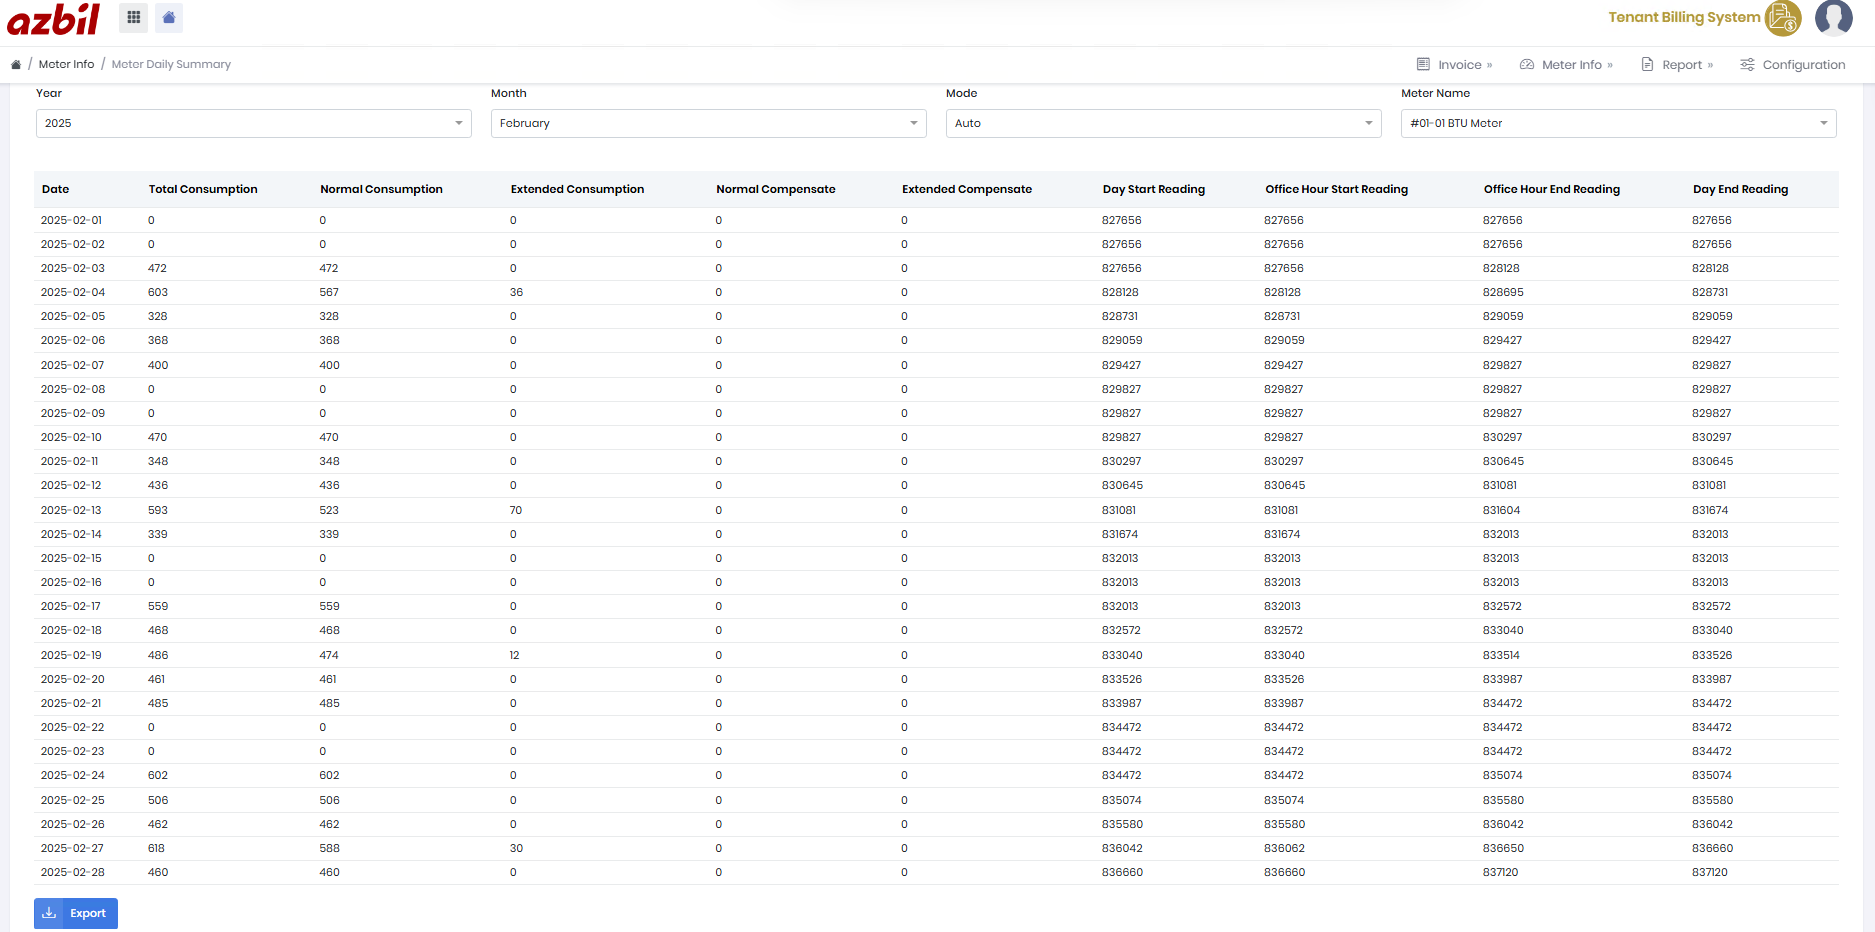 azbil
Tenant Billing System
/ Meter Info / Meter Daily Summary
Invoice » Meter Info » Report » Configuration
Year Month Mode Meter Name
2025 February Auto #01-01 BTU Meter
Date Total Consumption Normal Consumption Extended Consumption Normal Compensate Extended Compensate Day Start Reading Office Hour Start Reading Office Hour End Reading Day End Reading
2025-02-01 0 0 0 0 0 827656 827656 827656 827656
2025-02-02 0 0 0 0 0 827656 827656 827656 827656
2025-02-03 472 472 0 0 0 827656 827656 828128 828128
2025-02-04 603 567 36 0 0 828128 828128 828695 828731
2025-02-05 328 328 0 0 0 828731 828731 829059 829059
2025-02-06 368 368 0 0 0 829059 829059 829427 829427
2025-02-07 400 400 0 0 0 829427 829427 829827 829827
2025-02-08 0 0 0 0 0 829827 829827 829827 829827
2025-02-09 0 0 0 0 0 829827 829827 829827 829827
2025-02-10 470 470 0 0 0 829827 829827 830297 830297
2025-02-11 348 348 0 0 0 830297 830297 830645 830645
2025-02-12 436 436 0 0 0 830645 830645 831081 831081
2025-02-13 593 523 70 0 0 831081 831081 831604 831674
2025-02-14 339 339 0 0 0 831674 831674 832013 832013
2025-02-15 0 0 0 0 0 832013 832013 832013 832013
2025-02-16 0 0 0 0 0 832013 832013 832013 832013
2025-02-17 559 559 0 0 0 832013 832013 832572 832572
2025-02-18 468 468 0 0 0 832572 832572 833040 833040
2025-02-19 486 474 12 0 0 833040 833040 833514 833526
2025-02-20 461 461 0 0 0 833526 833526 833987 833987
2025-02-21 485 485 0 0 0 833987 833987 834472 834472
2025-02-22 0 0 0 0 0 834472 834472 834472 834472
2025-02-23 0 0 0 0 0 834472 834472 834472 834472
2025-02-24 602 602 0 0 0 834472 834472 835074 835074
2025-02-25 506 506 0 0 0 835074 835074 835580 835580
2025-02-26 462 462 0 0 0 835580 835580 836042 836042
2025-02-27 618 588 30 0 0 836042 836062 836650 836660
2025-02-28 460 460 0 0 0 836660 836660 837120 837120
Export